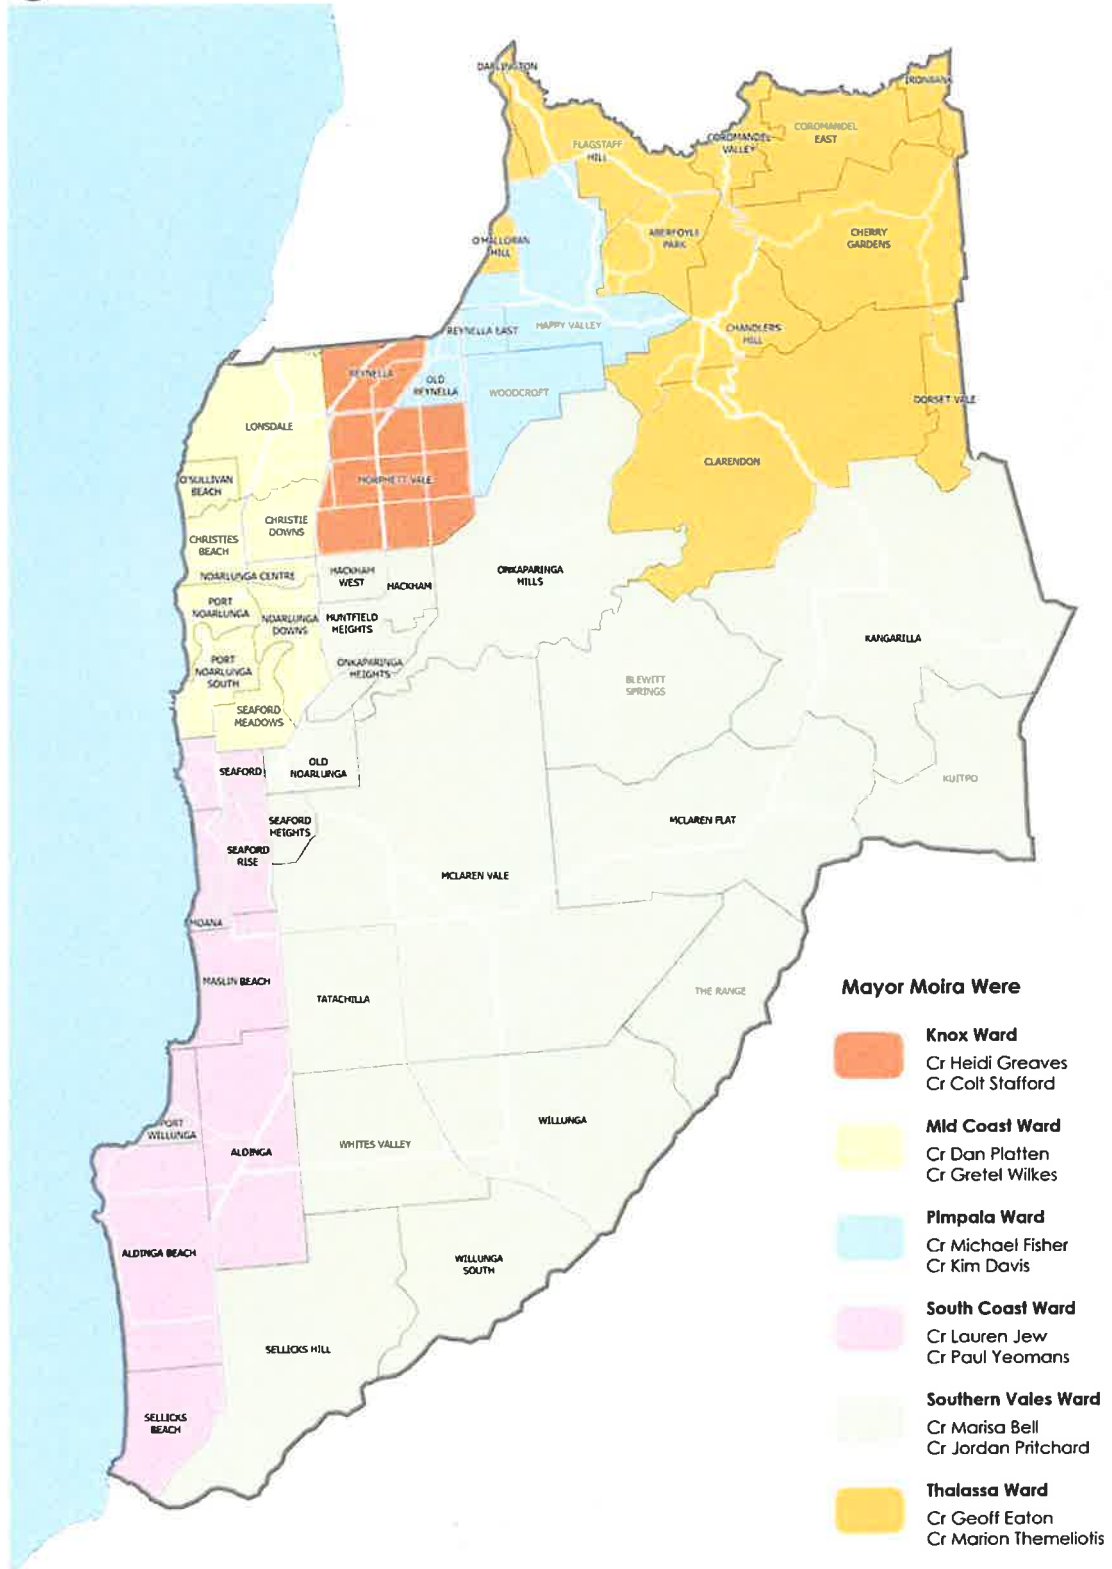 DARLINGTON
IRONBANK
FLAGSTAFF
HILL
COROMANDEL
VALLEY
COROMANDEL
EAST
O'HALLORAN
HILL
ABERFOYLE
PARK
CHERRY
GARDENS
REYNELLA EAST
HAPPY VALLEY
CHANDLERS
HILL
REYNELLA
OLD
REYNELLA
WOODCROFT
DORSET VALE
LONSDALE
CLARENDON
O'SULLIVAN
BEACH
MORPHETT VALE
CHRISTIE
DOWNS
CHRISTIES
BEACH
NOARLUNGA CENTRE
HACKHAM
WEST
HACKHAM
ONKAPARINGA
HILLS
PORT
NOARLUNGA
NOARLUNGA
DOWNS
HUNTFIELD
HEIGHTS
KANGARILLA
PORT
NOARLUNGA
SOUTH
ONKAPARINGA
HEIGHTS
BLEWITT
SPRINGS
SEAFORD
MEADOWS
SEAFORD
OLD
NOARLUNGA
KUITPO
SEAFORD
HEIGHTS
MCLAREN FLAT
SEAFORD
RISE
MCLAREN VALE
MOANA
MASLIN BEACH
TATACHILLA
THE RANGE
PORT
WILLUNGA
ALDINGA
WHITES VALLEY
WILLUNGA
ALDINGA BEACH
WILLUNGA
SOUTH
SELLICKS HILL
SELLICKS
BEACH
Mayor Moira Were
Knox Ward
Cr Heidi Greaves
Cr Colt Stafford
Mid Coast Ward
Cr Dan Platten
Cr Gretel Wilkes
Pimpala Ward
Cr Michael Fisher
Cr Kim Davis
South Coast Ward
Cr Lauren Jew
Cr Paul Yeomans
Southern Vales Ward
Cr Marisa Bell
Cr Jordan Pritchard
Thalassa Ward
Cr Geoff Eaton
Cr Marion Themeliotis